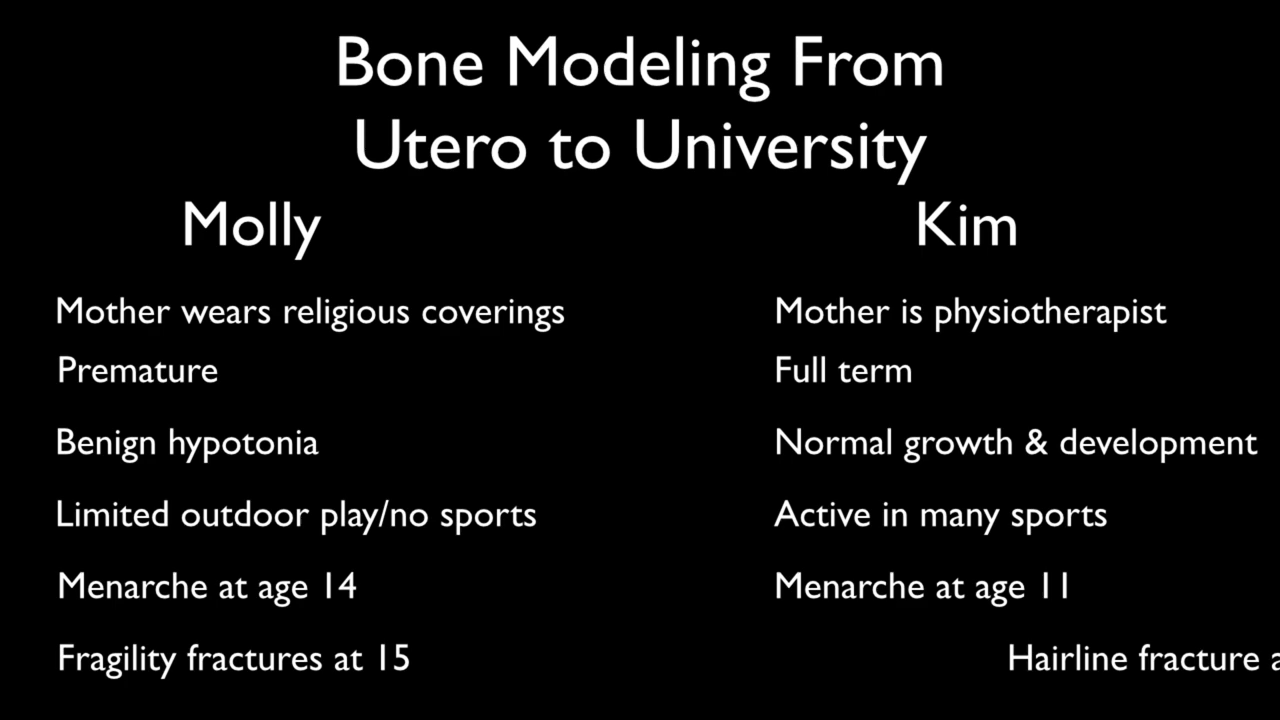 Bone Modeling From
Utero to University
Molly
Kim
Mother wears religious coverings
Mother is physiotherapist
Premature
Full term
Benign hypotonia
Normal growth & development
Limited outdoor play/no sports
Active in many sports
Menarche at age 14
Menarche at age 11
Fragility fractures at 15
Hairline fracture